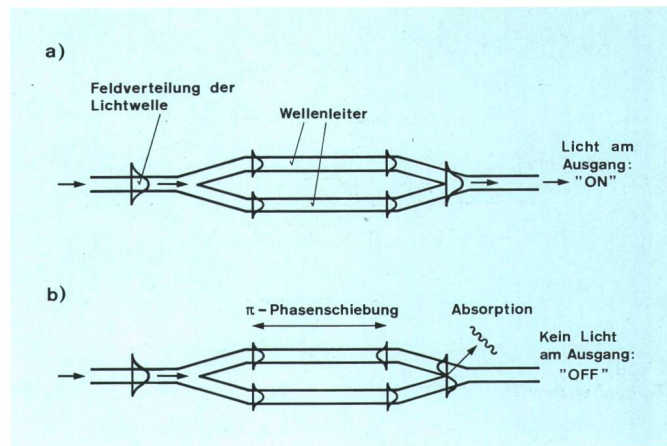 a)
Feldverteilung der
Lichtwelle
Wellenleiter
Licht am
Ausgang:
"ON"
b)
π – Phasenschiebung
Absorption
Kein Licht
am Ausgang:
"OFF"